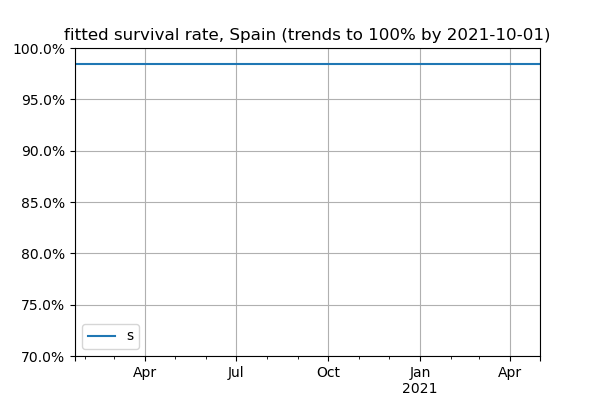 fitted survival rate, Spain (trends to 100% by 2021-10-01)
100.0%
95.0%
90.0%
85.0%
80.0%
75.0%
70.0%
s
Apr Jul Oct Jan Apr
2021